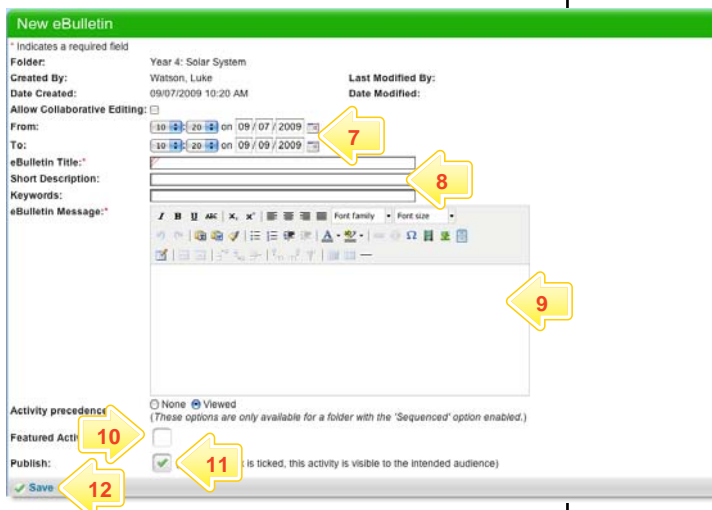 New eBulletin
* Indicates a required field
Folder: Year 4: Solar System
Created By: Watson, Luke Last Modified By:
Date Created: 09/07/2009 10:20 AM Date Modified:
Allow Collaborative Editing:
From: 10 : 20 on 09 / 07 / 2009
7
To: 10 : 20 on 09 / 09 / 2009
eBulletin Title:*
Short Description:
8
Keywords:
eBulletin Message:*
I B U ABC X, x' Font family Font size
A Ω
9
Activity precedence None Viewed
(These options are only available for a folder with the 'Sequenced' option enabled.)
Featured 10
Publish: 11 is ticked, this activity is visible to the intended audience)
Save 12